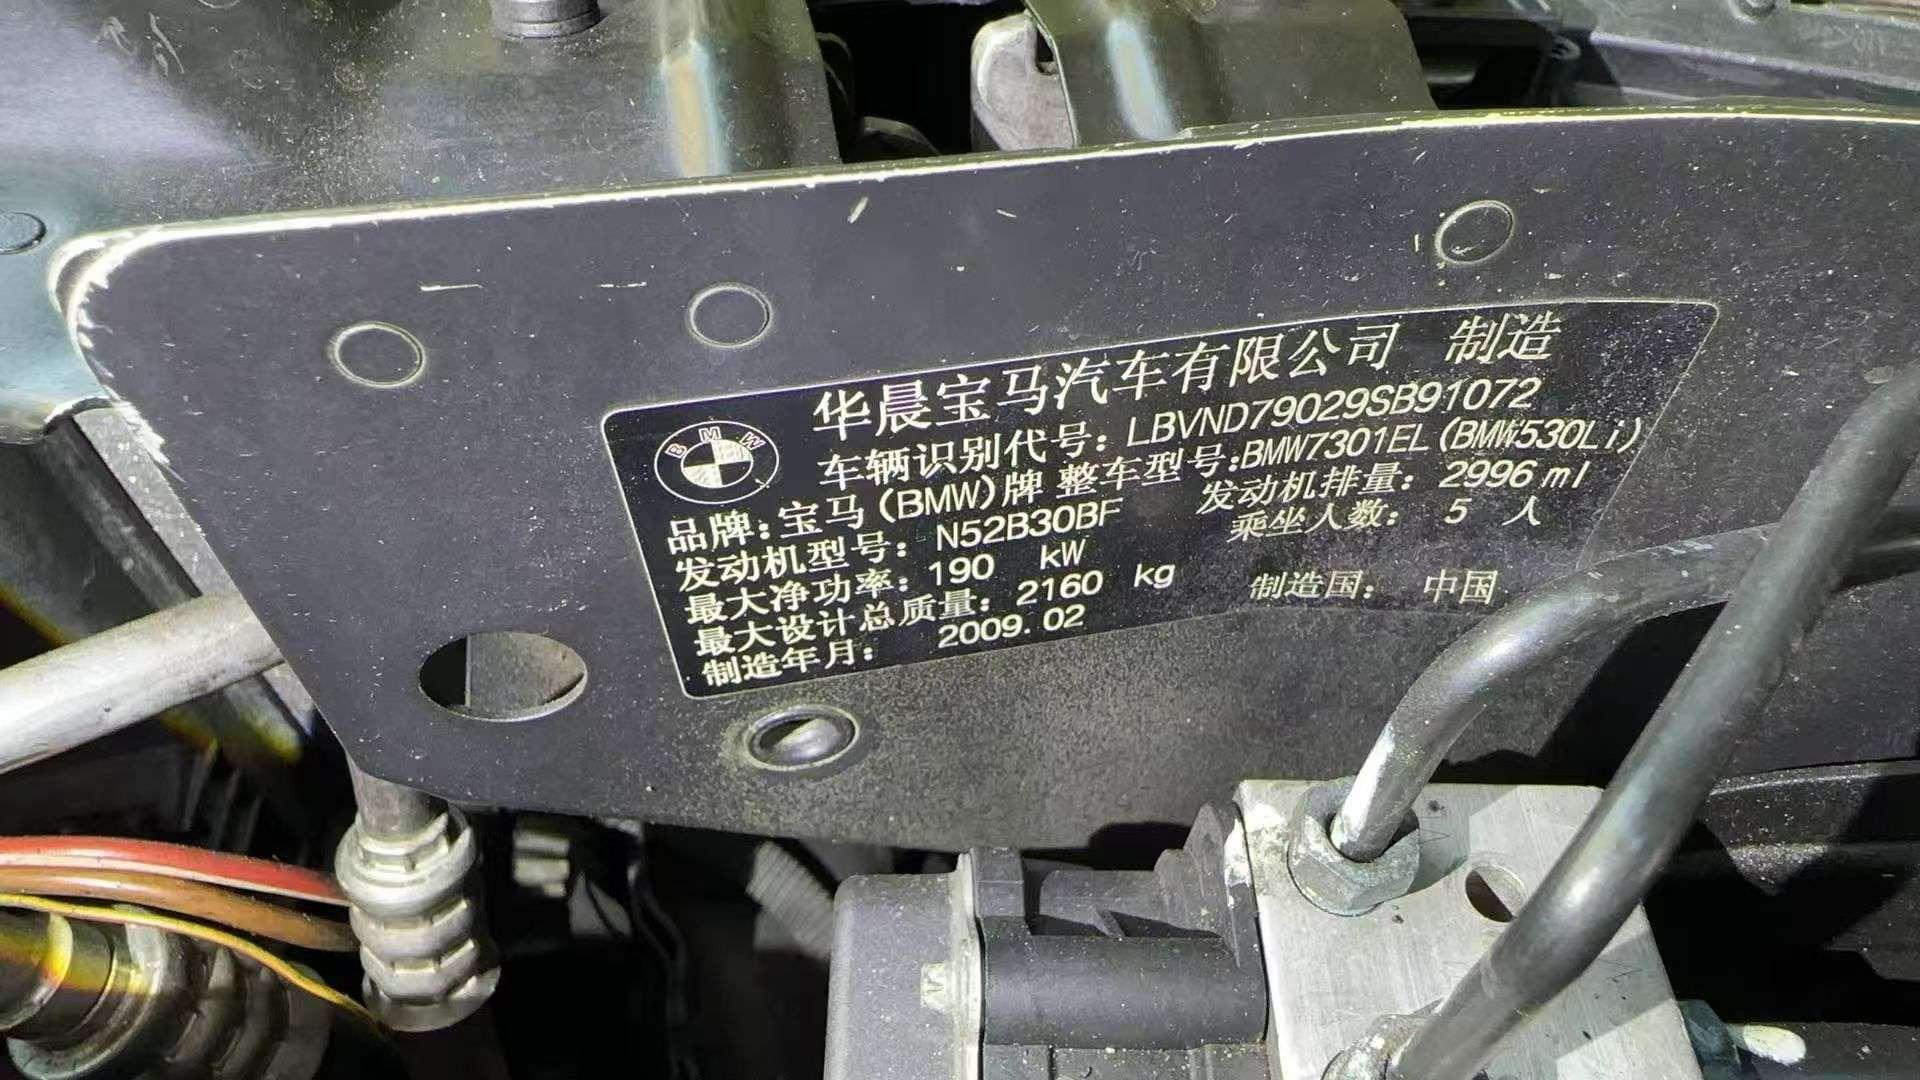 华晨宝马汽车有限公司 制造
车辆识别代号：LBVND79029SB91072
BMW
品牌：宝马(BMW)牌 整车型号：BMW7301EL(BMW530Li)
发动机型号：N52B30BF 发动机排量：2996 ml
最大净功率：190 kW 乘坐人数：5 人
最大设计总质量：2160 kg
制造年月：2009.02 制造国：中国